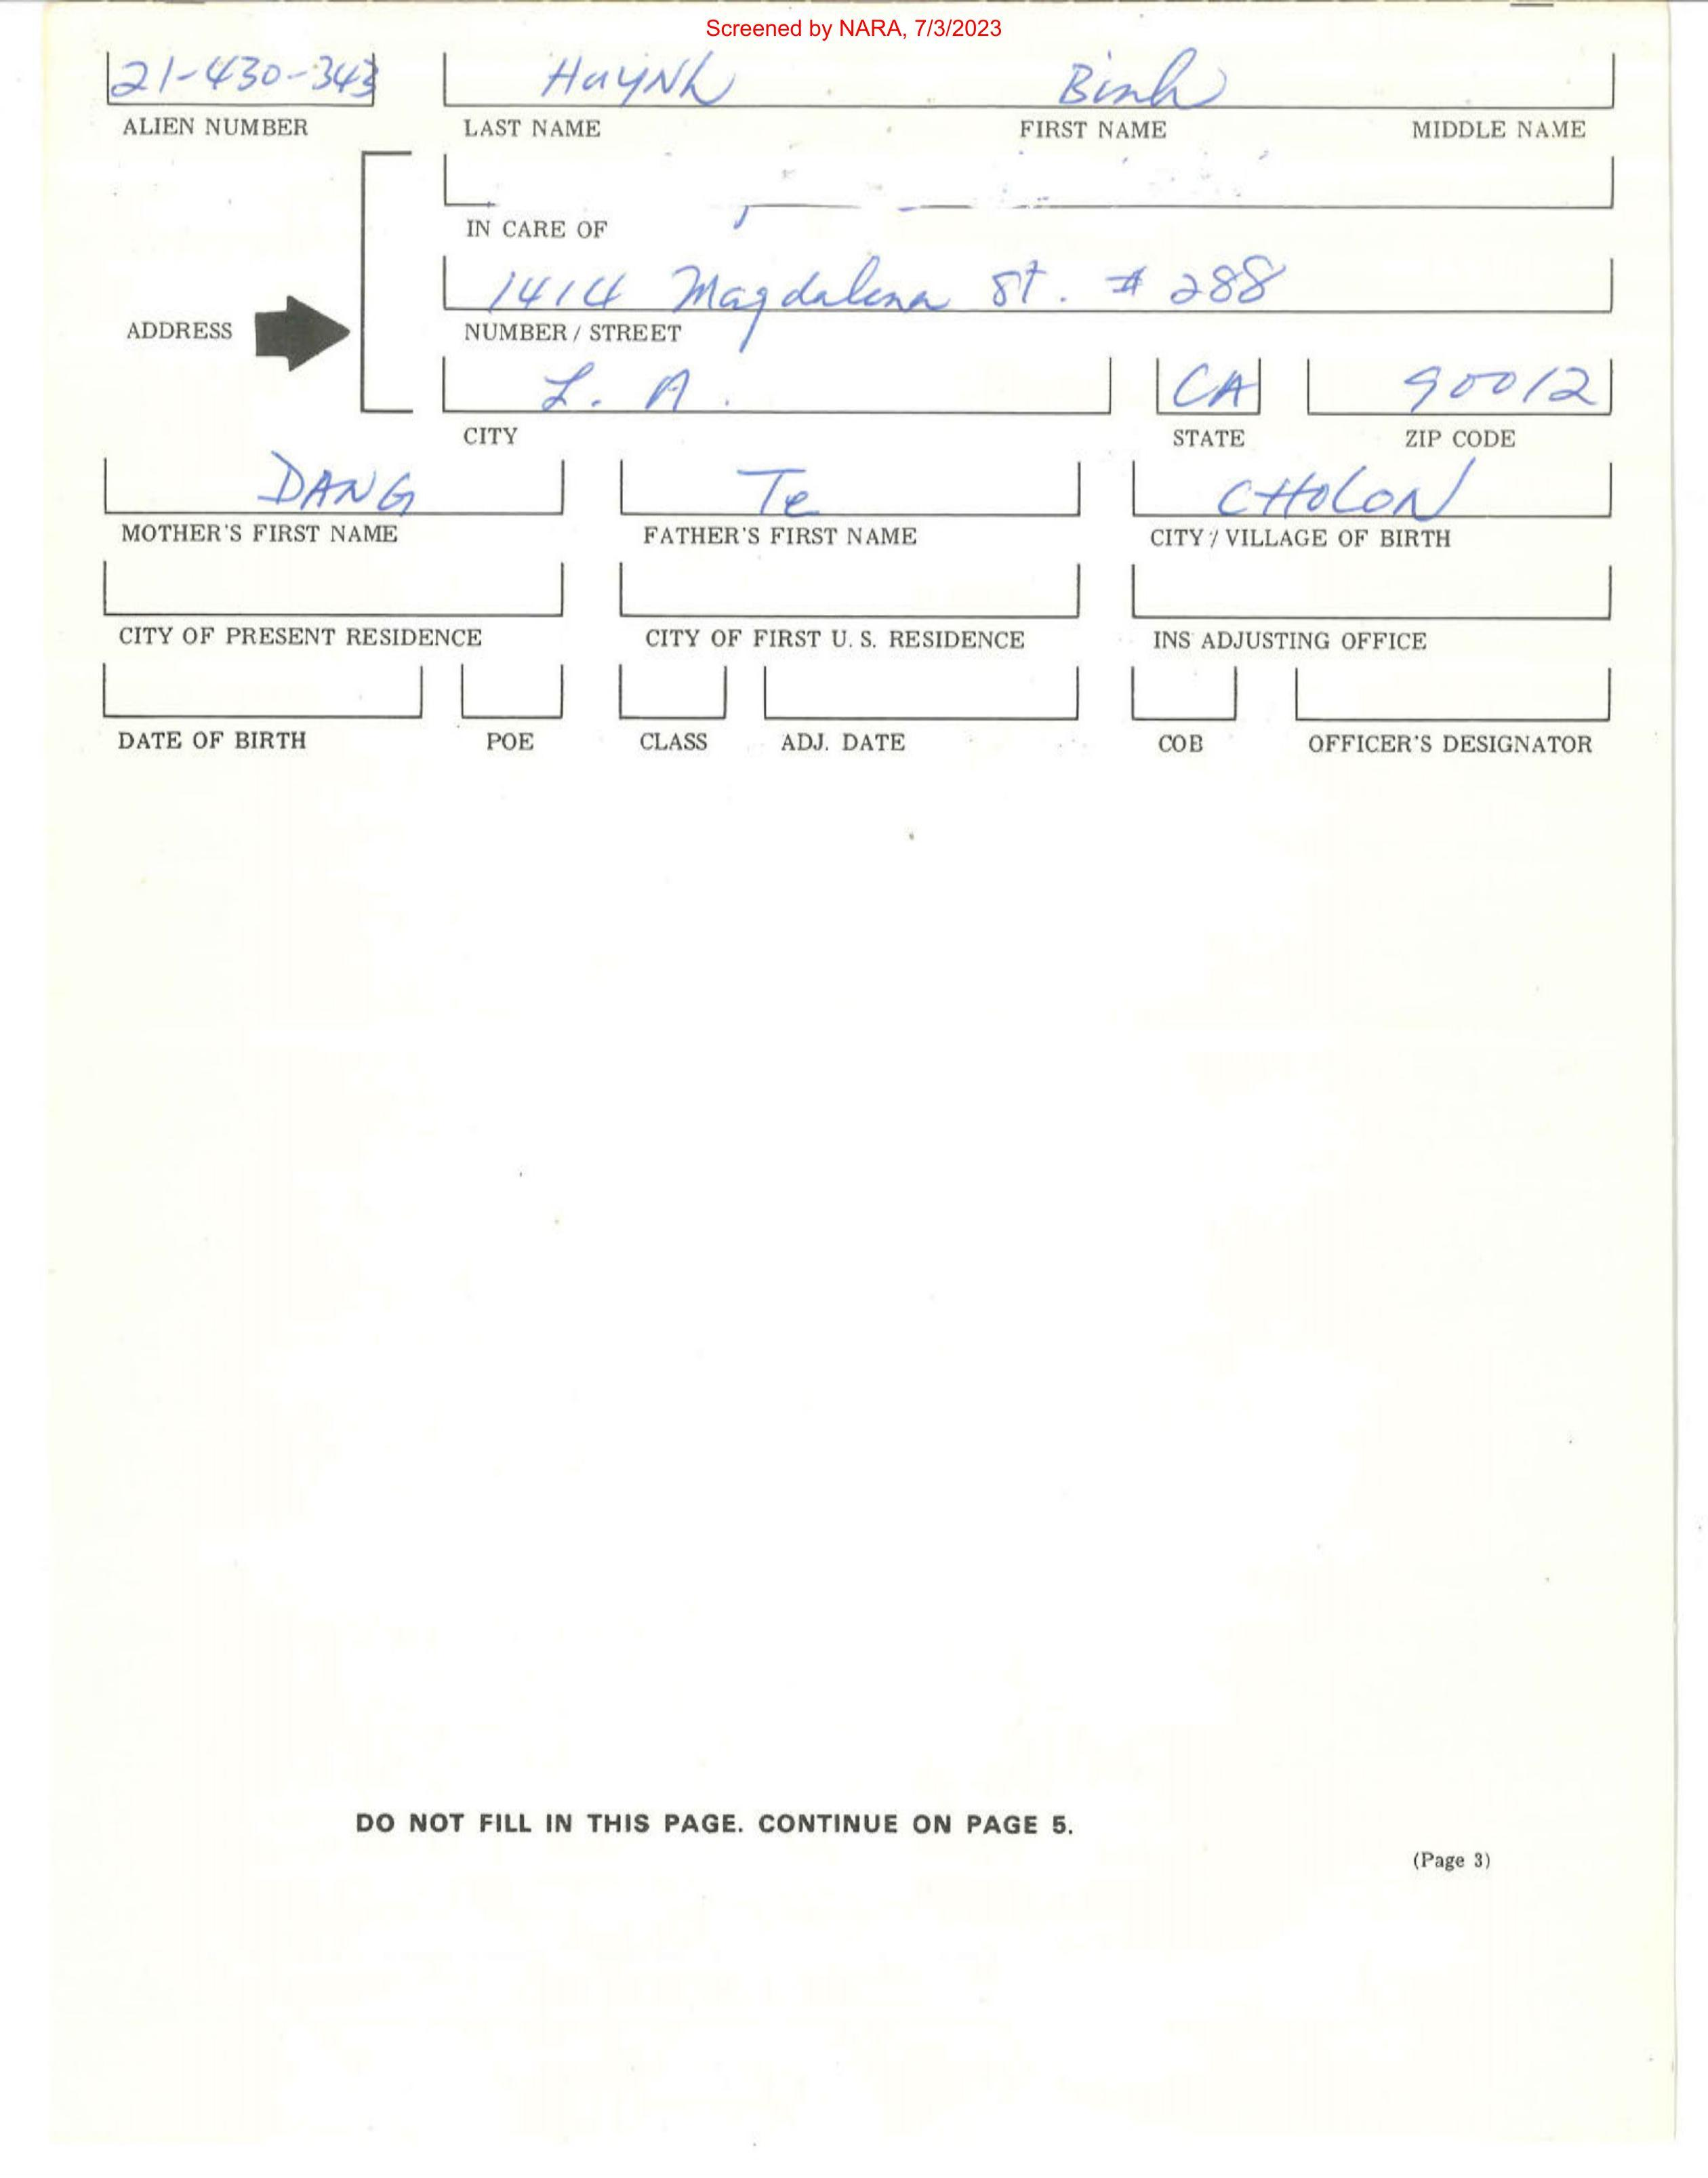 Screened by NARA, 7/3/2023
21-430-343 Huynh Binh
ALIEN NUMBER LAST NAME FIRST NAME MIDDLE NAME
IN CARE OF
1414 Magdalena St. # 288
ADDRESS NUMBER / STREET
L. A. CA 90012
CITY STATE ZIP CODE
DANG Te CHOLON
MOTHER'S FIRST NAME FATHER'S FIRST NAME CITY / VILLAGE OF BIRTH
CITY OF PRESENT RESIDENCE CITY OF FIRST U. S. RESIDENCE INS ADJUSTING OFFICE
DATE OF BIRTH POE CLASS ADJ. DATE COB OFFICER'S DESIGNATOR
DO NOT FILL IN THIS PAGE. CONTINUE ON PAGE 5.
(Page 3)